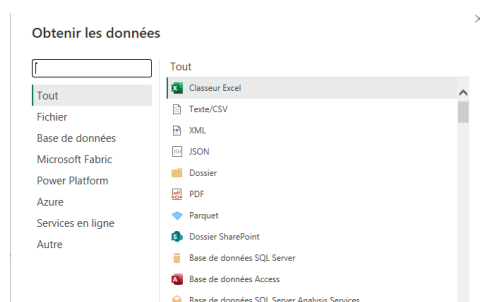 Obtenir les données
Tout
Fichier
Base de données
Microsoft Fabric
Power Platform
Azure
Services en ligne
Autre
Tout
Classeur Excel
Texte/CSV
XML
JSON
Dossier
PDF
Parquet
Dossier SharePoint
Base de données SQL Server
Base de données Access
Base de données SQL Server Analysis Services